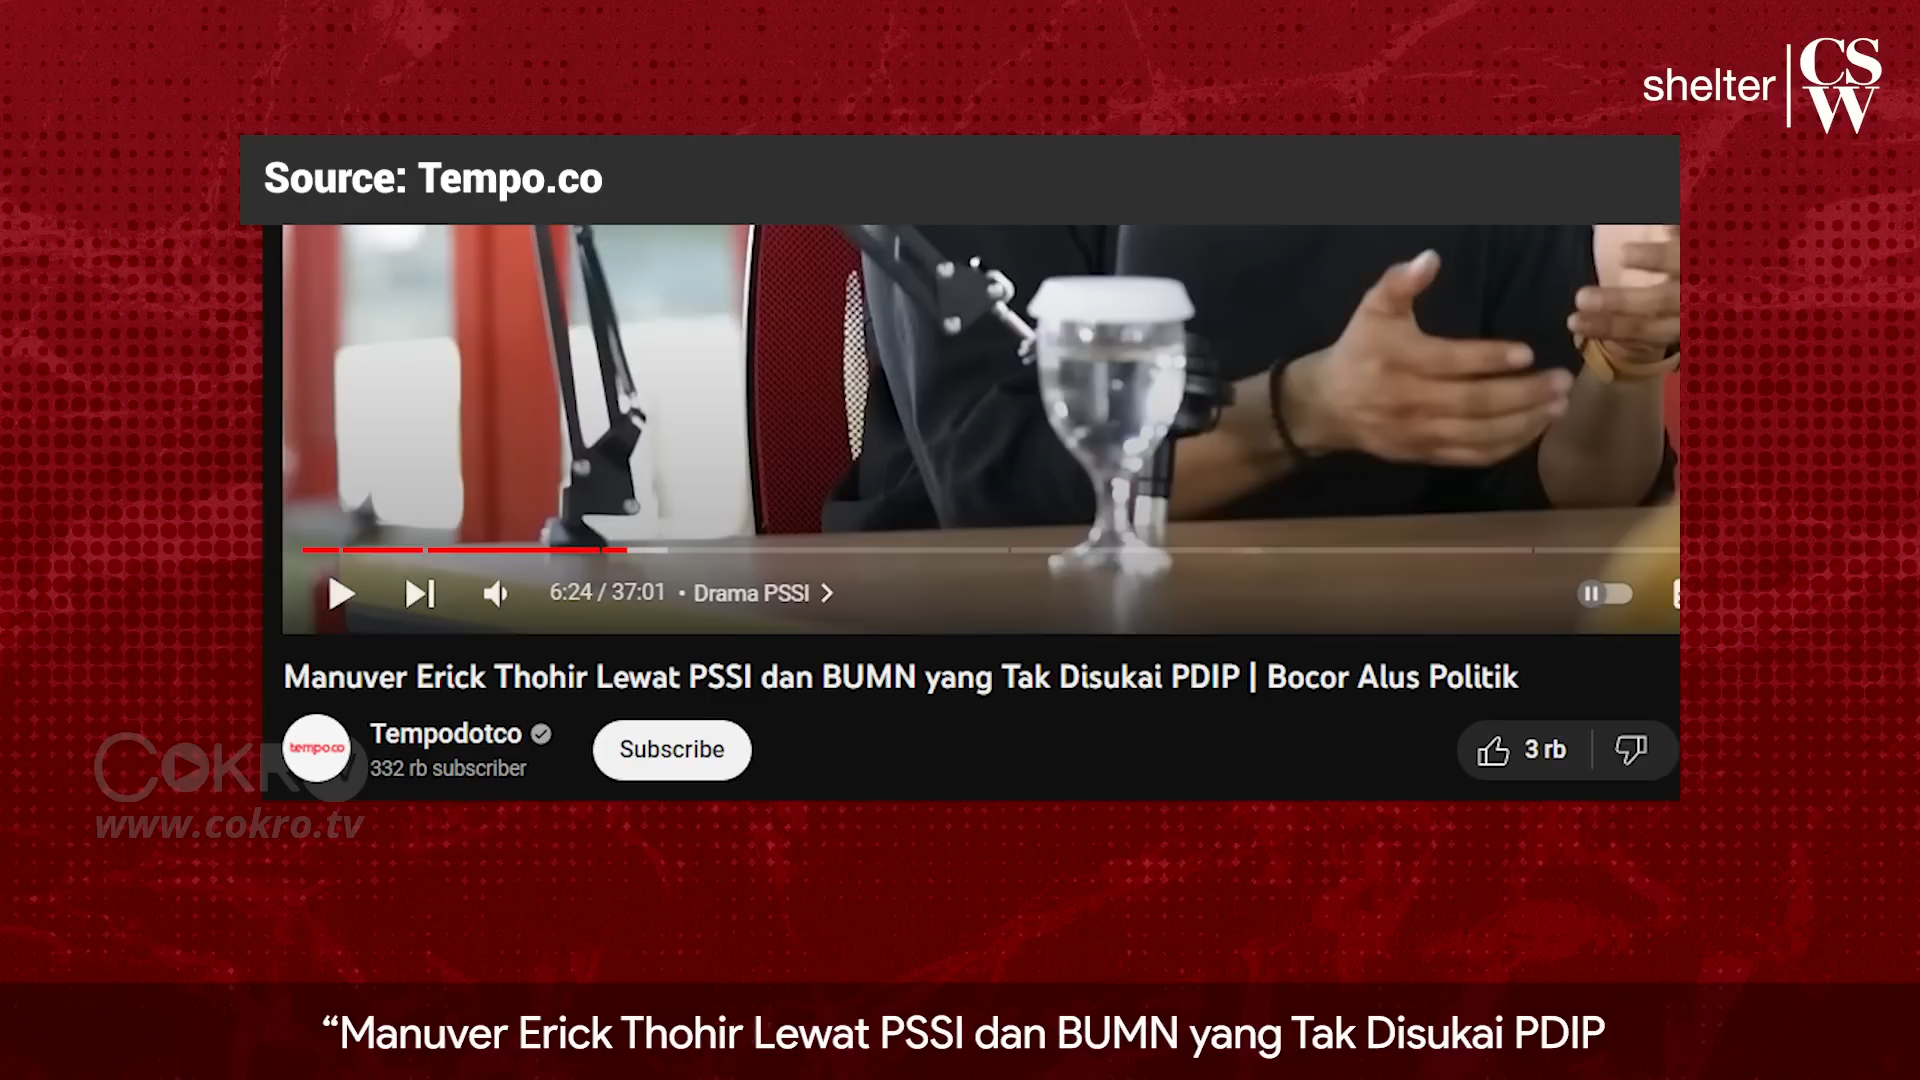 shelter
CS
W
Source: Tempo.co
6:24 / 37:01 • Drama PSSI >
Manuver Erick Thohir Lewat PSSI dan BUMN yang Tak Disukai PDIP | Bocor Alus Politik
tempo.co
Tempodotco
332 rb subscriber
Subscribe
3 rb
COKRO
www.cokro.tv
“Manuver Erick Thohir Lewat PSSI dan BUMN yang Tak Disukai PDIP